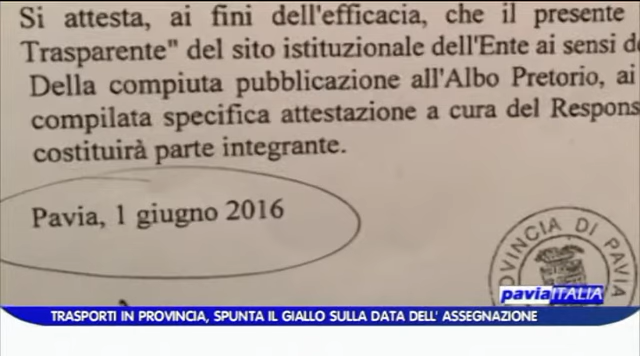 Si attesta, ai fini dell'efficacia, che il presente
Trasparente" del sito istituzionale dell'Ente ai sensi
Della compiuta pubblicazione all'Albo Pretorio, ai
compilata specifica attestazione a cura del Respons
costituirà parte integrante.
Pavia, 1 giugno 2016
PROVINCIA DI PAVIA
paviaITALIA
TRASPORTI IN PROVINCIA, SPUNTA IL GIALLO SULLA DATA DELL' ASSEGNAZIONE